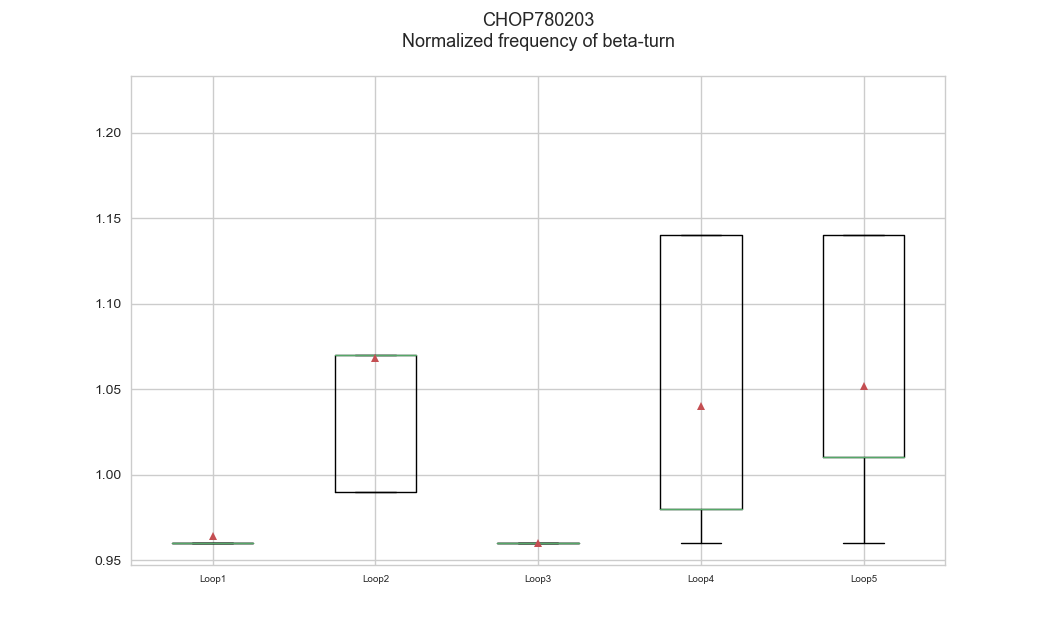 CHOP780203
Normalized frequency of beta-turn
1.20
1.15
1.10
1.05
1.00
0.95
Loop1
Loop2
Loop3
Loop4
Loop5